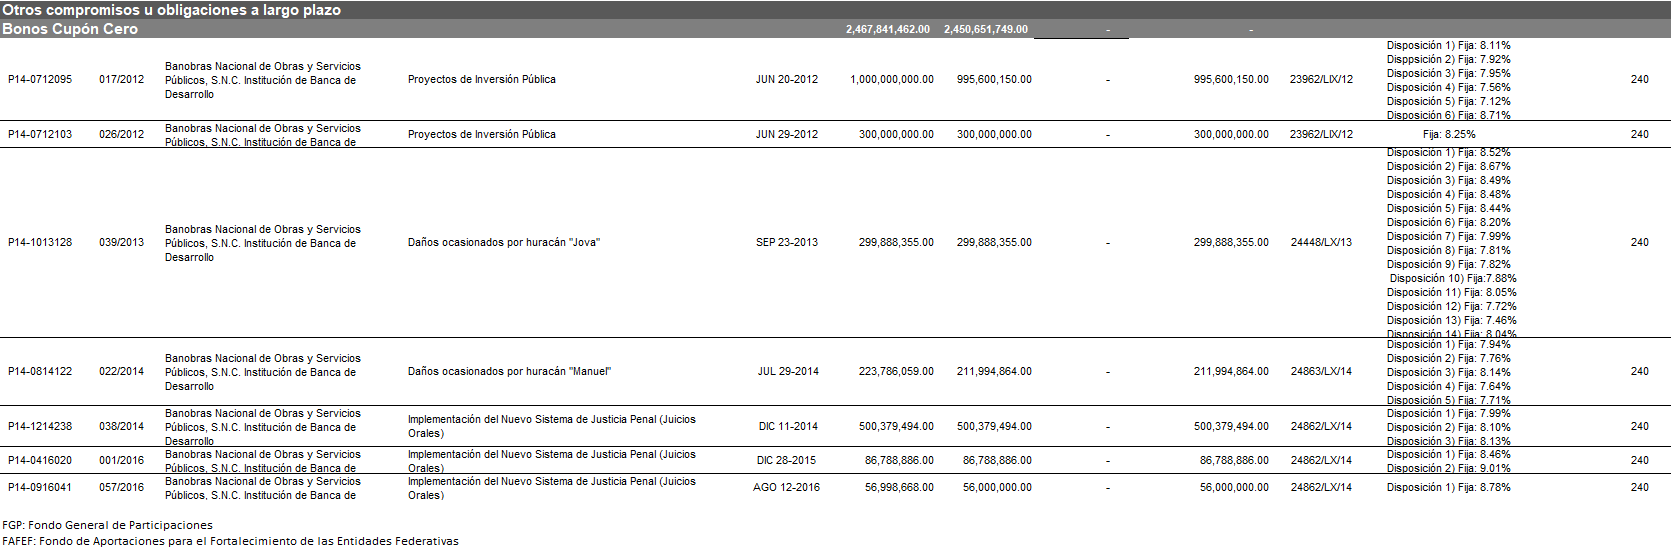 Otros compromisos u obligaciones a largo plazo
Bonos Cupón Cero 2,467,841,462.00 2,450,651,749.00 - -
P14-0712095 017/2012 Banobras Nacional de Obras y Servicios Públicos, S.N.C. Institución de Banca de Desarrollo Proyectos de Inversión Pública JUN 20-2012 1,000,000,000.00 995,600,150.00 - 995,600,150.00 23962/LIX/12 Disposición 1) Fija: 8.11% 240
Disppsición 2) Fija: 7.92%
Disposición 3) Fija: 7.95%
Disposición 4) Fija: 7.56%
Disposición 5) Fija: 7.12%
Disposición 6) Fija: 8.71%
P14-0712103 026/2012 Banobras Nacional de Obras y Servicios Públicos, S.N.C. Institución de Banca de Proyectos de Inversión Pública JUN 29-2012 300,000,000.00 300,000,000.00 - 300,000,000.00 23962/LIX/12 Fija: 8.25% 240
P14-1013128 039/2013 Banobras Nacional de Obras y Servicios Públicos, S.N.C. Institución de Banca de Desarrollo Daños ocasionados por huracán "Jova" SEP 23-2013 299,888,355.00 299,888,355.00 - 299,888,355.00 24448/LX/13 Disposición 1) Fija: 8.52% 240
Disposición 2) Fija: 8.67%
Disposición 3) Fija: 8.49%
Disposición 4) Fija: 8.48%
Disposición 5) Fija: 8.44%
Disposición 6) Fija: 8.20%
Disposición 7) Fija: 7.99%
Disposición 8) Fija: 7.81%
Disposición 9) Fija: 7.82%
Disposición 10) Fija:7.88%
Disposición 11) Fija: 8.05%
Disposición 12) Fija: 7.72%
Disposición 13) Fija: 7.46%
Disposición 14) Fija: 8.04%
P14-0814122 022/2014 Banobras Nacional de Obras y Servicios Públicos, S.N.C. Institución de Banca de Desarrollo Daños ocasionados por huracán "Manuel" JUL 29-2014 223,786,059.00 211,994,864.00 - 211,994,864.00 24863/LX/14 Disposición 1) Fija: 7.94% 240
Disposición 2) Fija: 7.76%
Disposición 3) Fija: 8.14%
Disposición 4) Fija: 7.64%
Disposición 5) Fija: 7.71%
P14-1214238 038/2014 Banobras Nacional de Obras y Servicios Públicos, S.N.C. Institución de Banca de Desarrollo Implementación del Nuevo Sistema de Justicia Penal (Juicios Orales) DIC 11-2014 500,379,494.00 500,379,494.00 - 500,379,494.00 24862/LX/14 Disposición 1) Fija: 7.99% 240
Disposición 2) Fija: 8.10%
Disposición 3) Fija: 8.13%
P14-0416020 001/2016 Banobras Nacional de Obras y Servicios Públicos, S.N.C. Institución de Banca de Implementación del Nuevo Sistema de Justicia Penal (Juicios Orales) DIC 28-2015 86,788,886.00 86,788,886.00 - 86,788,886.00 24862/LX/14 Disposición 1) Fija: 8.46% 240
Disposición 2) Fija: 9.01%
P14-0916041 057/2016 Banobras Nacional de Obras y Servicios Públicos, S.N.C. Institución de Banca de Implementación del Nuevo Sistema de Justicia Penal (Juicios Orales) AGO 12-2016 56,998,668.00 56,000,000.00 - 56,000,000.00 24862/LX/14 Disposición 1) Fija: 8.78% 240
FGP: Fondo General de Participaciones
FAFEF: Fondo de Aportaciones para el Fortalecimiento de las Entidades Federativas